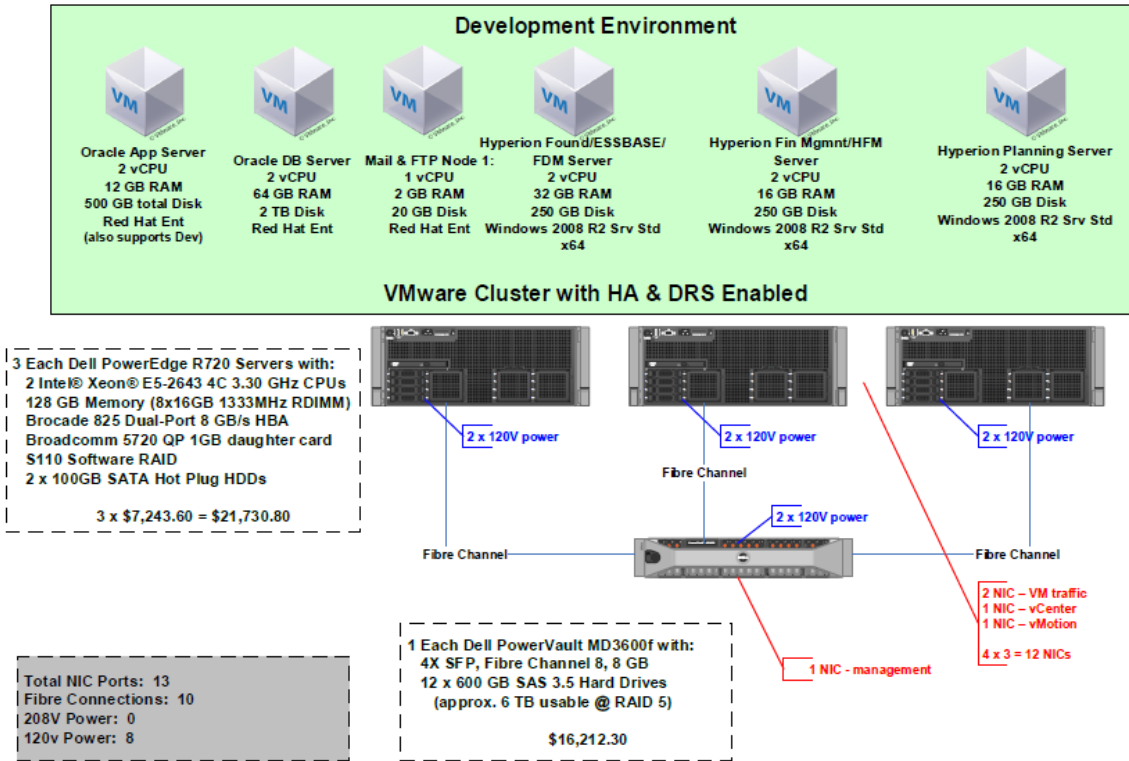 Development Environment
VM
VM
VM
VM
VM
VM
Oracle App Server
2 vCPU
12 GB RAM
500 GB total Disk
Red Hat Ent
(also supports Dev)
Oracle DB Server
2 vCPU
64 GB RAM
2 TB Disk
Red Hat Ent
Mail & FTP Node 1:
1 vCPU
2 GB RAM
20 GB Disk
Red Hat Ent
Hyperion Found/ESSBASE/
FDM Server
2 vCPU
32 GB RAM
250 GB Disk
Windows 2008 R2 Srv Std
x64
Hyperion Fin Mgmnt/HFM
Server
2 vCPU
16 GB RAM
250 GB Disk
Windows 2008 R2 Srv Std
x64
Hyperion Planning Server
2 vCPU
16 GB RAM
250 GB Disk
Windows 2008 R2 Srv Std
x64
VMware Cluster with HA & DRS Enabled
3 Each Dell PowerEdge R720 Servers with:
2 Intel® Xeon® E5-2643 4C 3.30 GHz CPUs
128 GB Memory (8x16GB 1333MHz RDIMM)
Brocade 825 Dual-Port 8 GB/s HBA
Broadcomm 5720 QP 1GB daughter card
S110 Software RAID
2 x 100GB SATA Hot Plug HDDs
3 x $7,243.60 = $21,730.80
2 x 120V power
2 x 120V power
2 x 120V power
Fibre Channel
2 x 120V power
Fibre Channel
Fibre Channel
2 NIC – VM traffic
1 NIC – vCenter
1 NIC – vMotion
4 x 3 = 12 NICs
1 NIC - management
1 Each Dell PowerVault MD3600f with:
4X SFP, Fibre Channel 8, 8 GB
12 x 600 GB SAS 3.5 Hard Drives
(approx. 6 TB usable @ RAID 5)
$16,212.30
Total NIC Ports: 13
Fibre Connections: 10
208V Power: 0
120v Power: 8